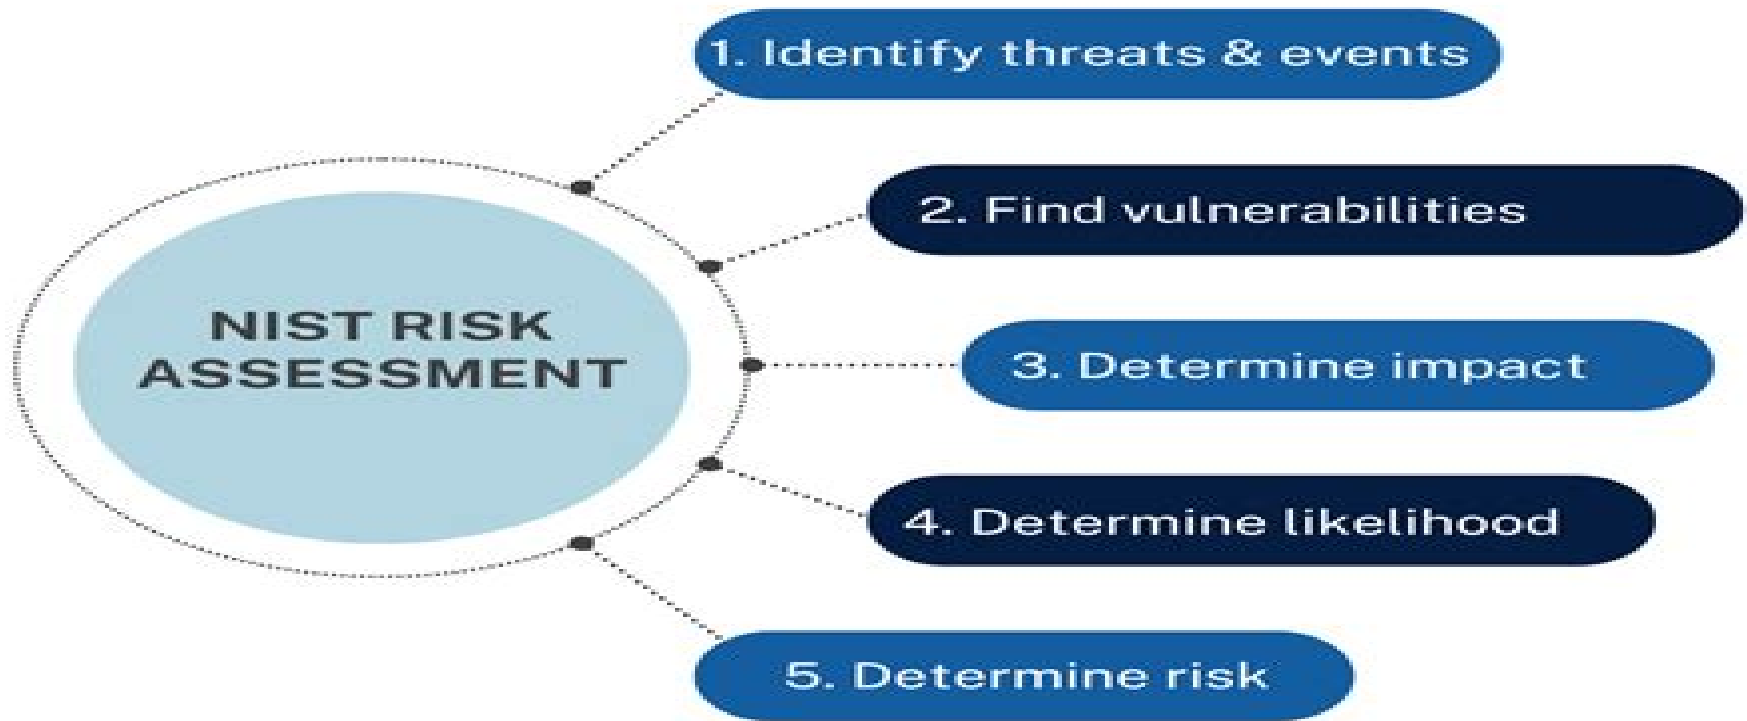 1. Identify threats & events
2. Find vulnerabilities
NIST RISK
ASSESSMENT
3. Determine impact
4. Determine likelihood
5. Determine risk